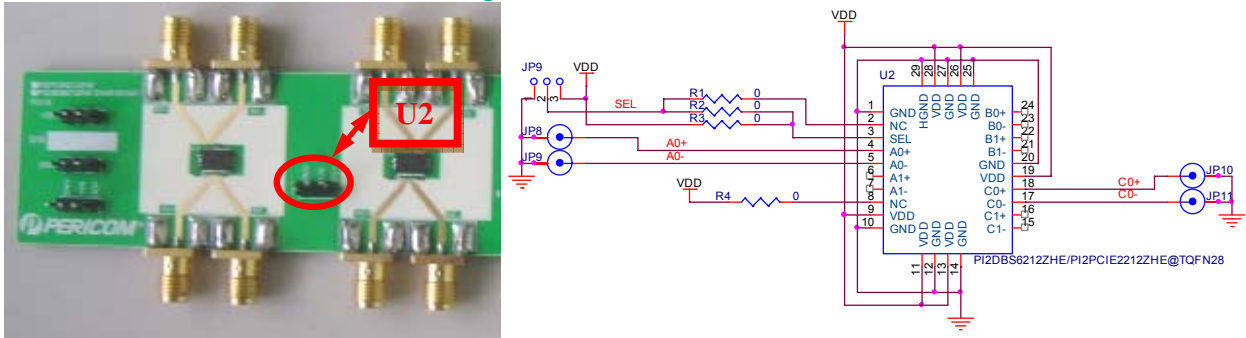 U2
PERICOM
VDD
VDD
JP9
1 2 3
SEL
R1 0
R2 0
R3 0
JP8
JP9
A0+
A0-
VDD
R4 0
U2
29 28 27 26 25
HGND VDD GND VDD GND
1 GND
2 NC
3 SEL
4 A0+
5 A0-
6 A1+
7 A1-
8 NC
9 VDD
10 GND
B0+ 24
B0- 23
B1+ 22
B1- 21
GND 20
VDD 19
C0+ 18
C0- 17
C1+ 16
C1- 15
VDD GND VDD GND
11 12 13 14
C0+ JP10
C0- JP11
PI2DBS6212ZHE/PI2PCIE2212ZHE@TQFN28